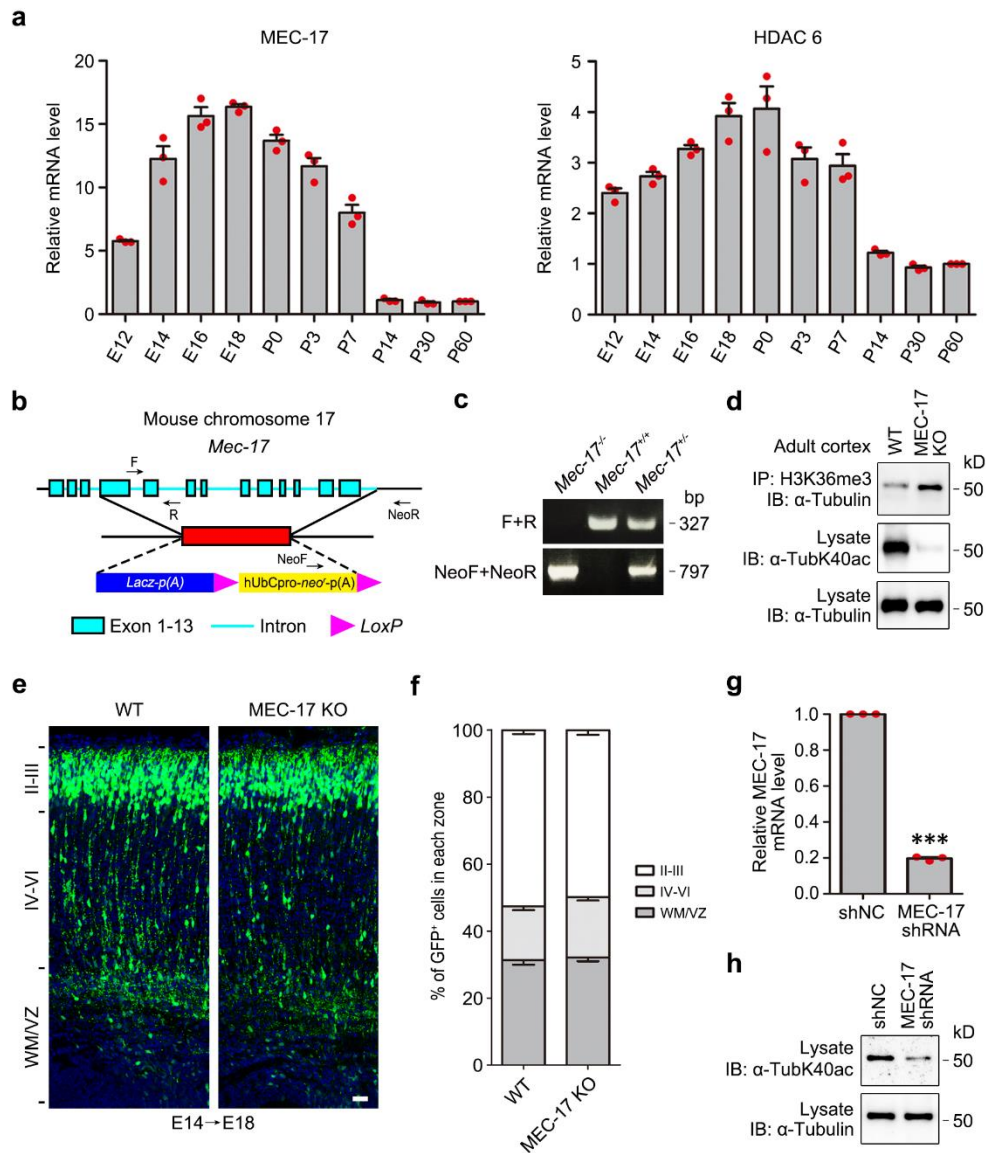 a
MEC-17
Relative mRNA level
20
15
10
5
0
E12 E14 E16 E18 P0 P3 P7 P14 P30 P60
HDAC 6
Relative mRNA level
5
4
3
2
1
0
E12 E14 E16 E18 P0 P3 P7 P14 P30 P60
b
Mouse chromosome 17
Mec-17
F
R
NeoR
NeoF
Lacz-p(A)
hUbCpro-neoʳ-p(A)
Exon 1-13 Intron LoxP
c
Mec-17-/- Mec-17+/+ Mec-17+/-
bp
F+R 327
NeoF+NeoR 797
d
Adult cortex WT MEC-17 KO
kD
IP: H3K36me3
IB: α-Tubulin
50
Lysate
IB: α-TubK40ac
50
Lysate
IB: α-Tubulin
50
e
WT MEC-17 KO
II-III
IV-VI
WM/VZ
E14→E18
f
% of GFP+ cells in each zone
100
80
60
40
20
0
WT MEC-17 KO
II-III
IV-VI
WM/VZ
g
Relative MEC-17
mRNA level
1.0
0.8
0.6
0.4
0.2
0.0
***
shNC MEC-17
shRNA
h
shNC MEC-17
shRNA
kD
Lysate
IB: α-TubK40ac
50
Lysate
IB: α-Tubulin
50